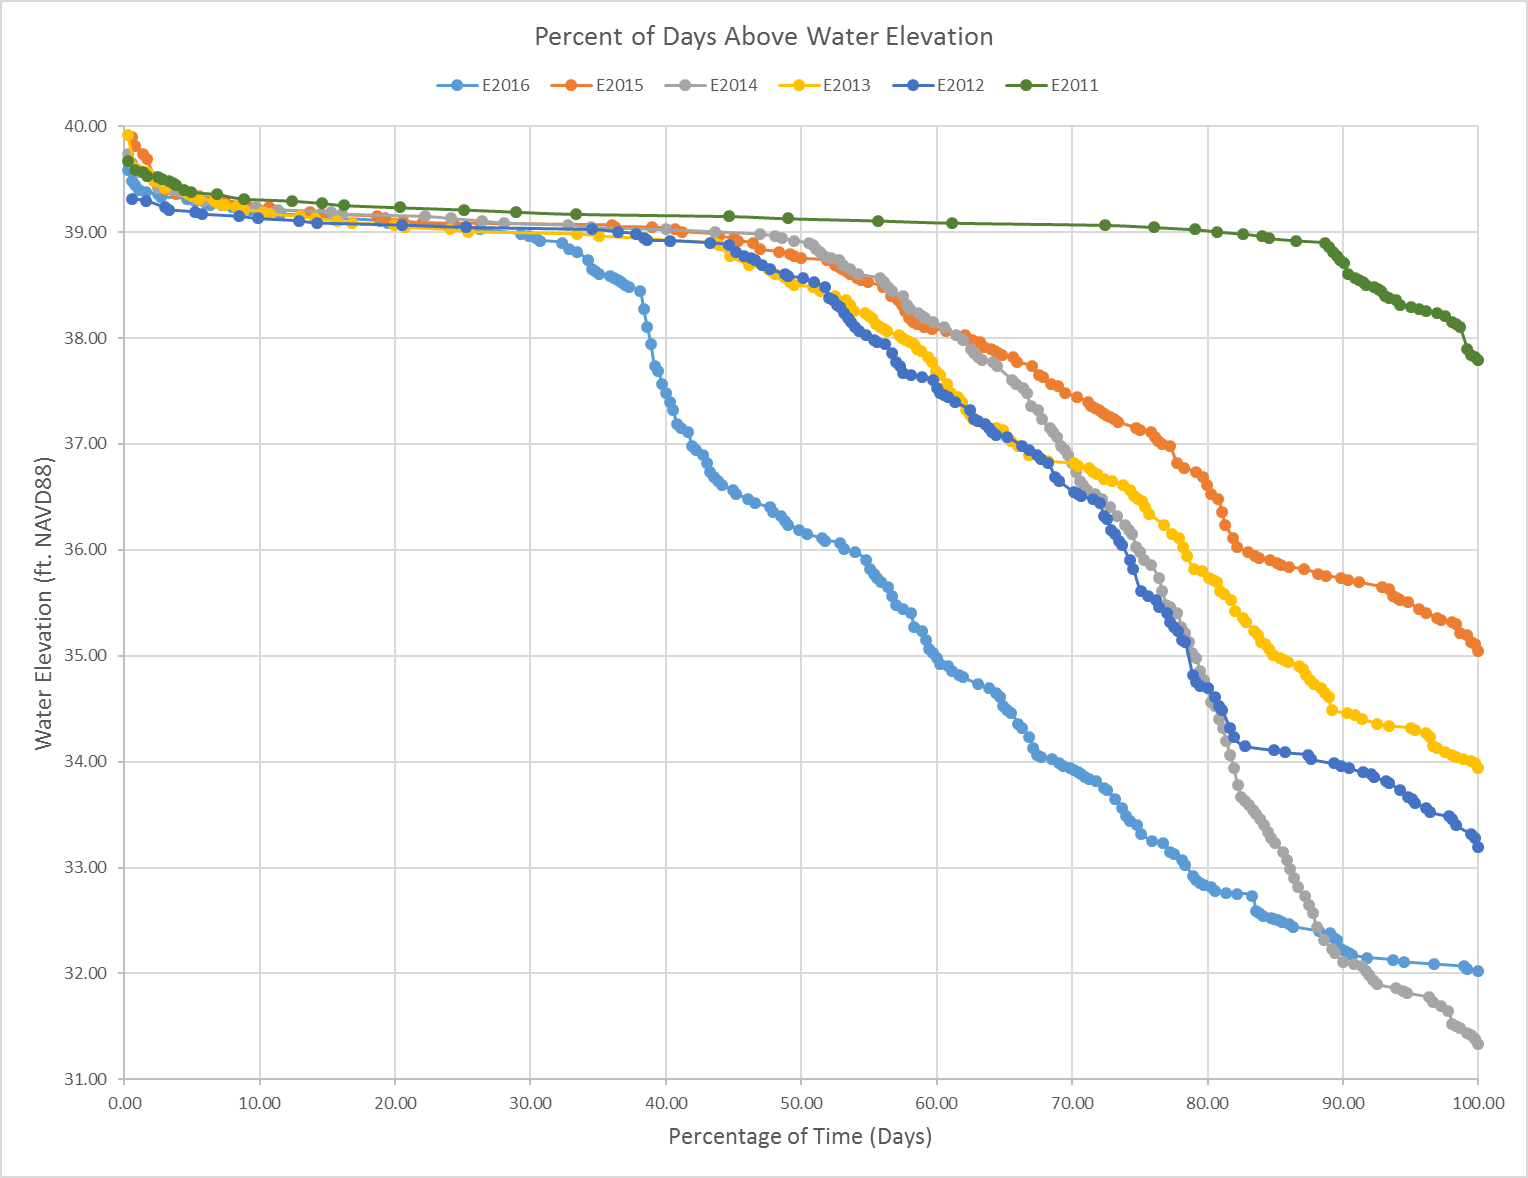 Percent of Days Above Water Elevation
E2016 E2015 E2014 E2013 E2012 E2011
40.00
39.00
38.00
37.00
36.00
35.00
34.00
33.00
32.00
31.00
Water Elevation (ft. NAVD88)
0.00 10.00 20.00 30.00 40.00 50.00 60.00 70.00 80.00 90.00 100.00
Percentage of Time (Days)